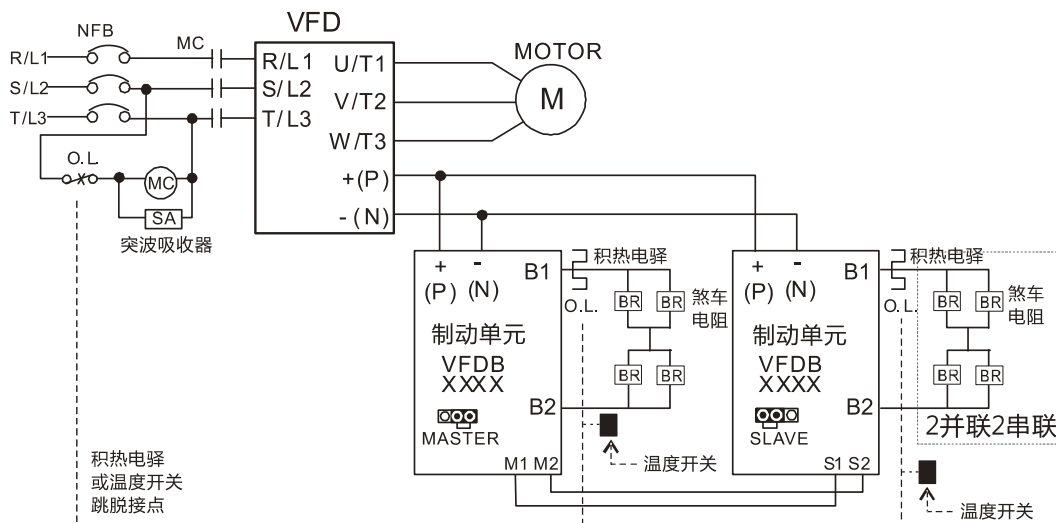 VFD
NFB
MC
R/L1
S/L2
T/L3
R/L1
S/L2
T/L3
U/T1
V/T2
W/T3
+(P)
-(N)
MOTOR
M
O.L.
MC
SA
突波吸收器
积热电驿
或温度开关
跳脱接点
+
-
(P)
(N)
B1
制动单元
VFDB
XXXX
B2
MASTER
M1 M2
积热电驿
O.L.
BR
BR
BR
BR
煞车
电阻
温度开关
+
-
(P)
(N)
B1
制动单元
VFDB
XXXX
B2
SLAVE
S1 S2
积热电驿
O.L.
BR
BR
BR
BR
煞车
电阻
2并联2串联
温度开关